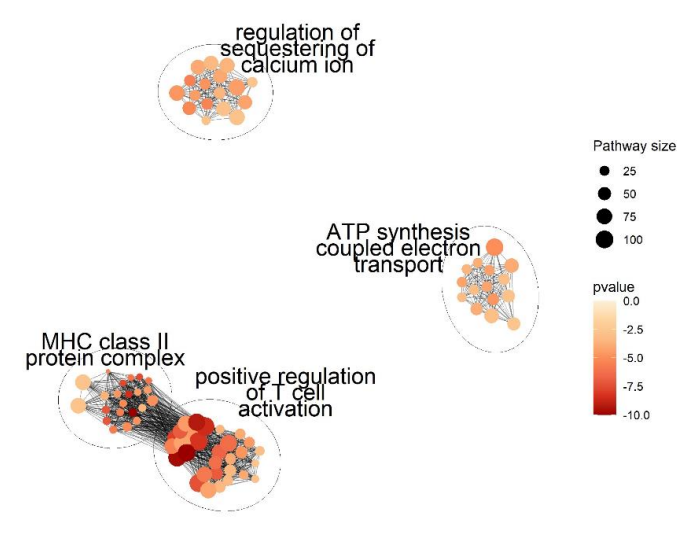 regulation of
sequestering of
calcium ion
Pathway size
25
50
75
100
ATP synthesis
coupled electron
transport
pvalue
0.0
-2.5
-5.0
-7.5
-10.0
MHC class II
protein complex
positive regulation
of T cell
activation